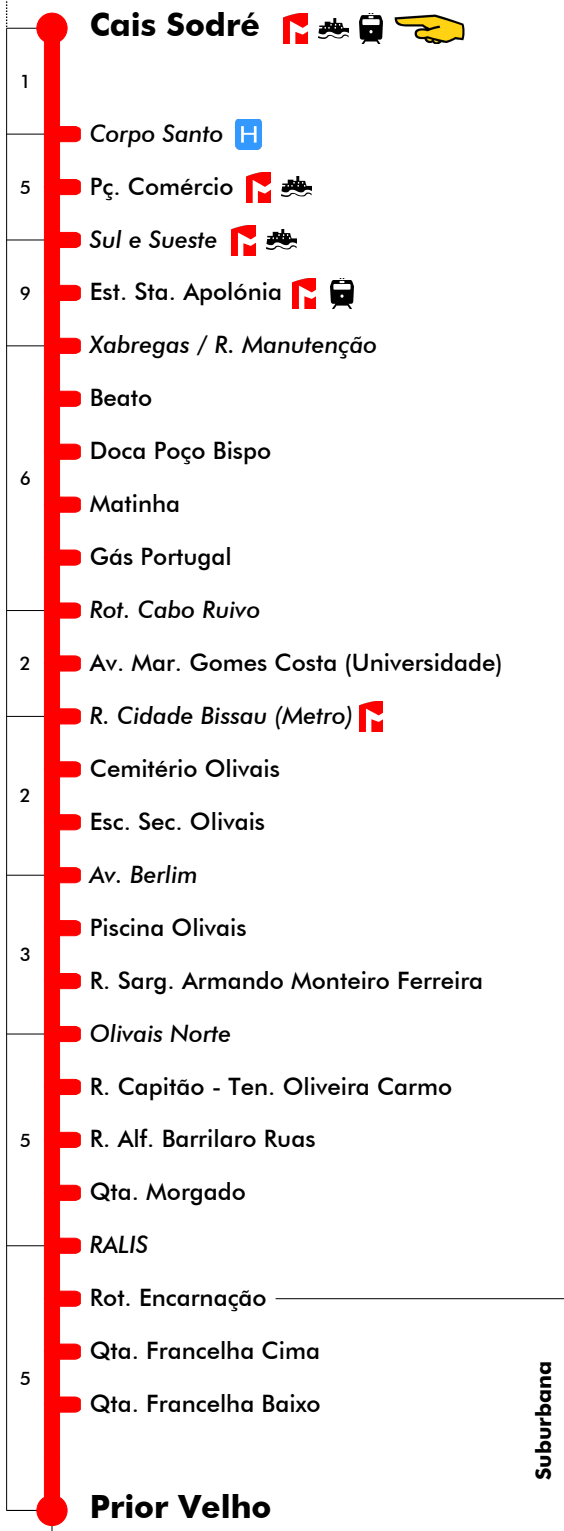 Cais Sodré
1
Corpo Santo H
5
Pç. Comércio
Sul e Sueste
9
Est. Sta. Apolónia
Xabregas / R. Manutenção
Beato
Doca Poço Bispo
6
Matinha
Gás Portugal
Rot. Cabo Ruivo
2
Av. Mar. Gomes Costa (Universidade)
R. Cidade Bissau (Metro)
Cemitério Olivais
2
Esc. Sec. Olivais
Av. Berlim
Piscina Olivais
3
R. Sarg. Armando Monteiro Ferreira
Olivais Norte
R. Capitão - Ten. Oliveira Carmo
5
R. Alf. Barrilaro Ruas
Qta. Morgado
RALIS
Rot. Encarnação
Qta. Francelha Cima
5
Qta. Francelha Baixo
Suburbana
Prior Velho